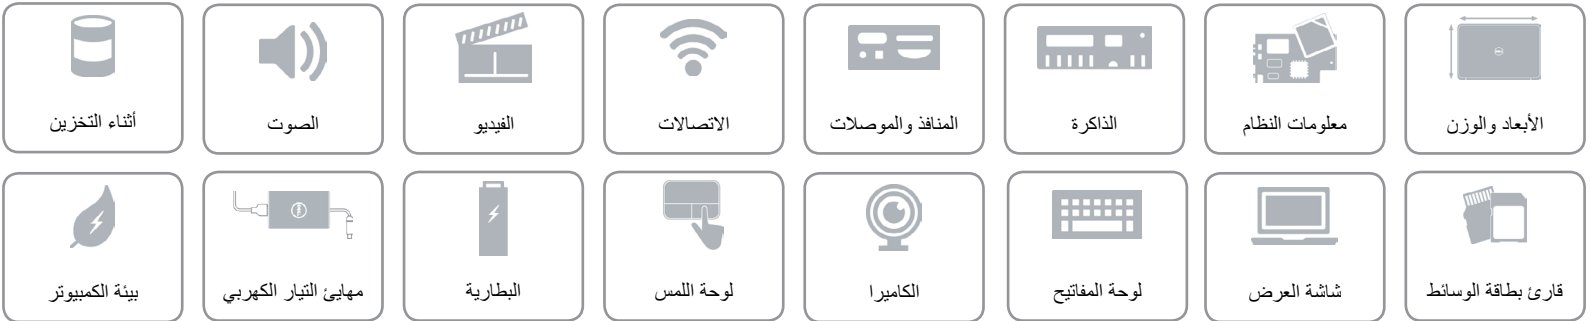 الأبعاد والوزن
معلومات النظام
الذاكرة
المنافذ والموصلات
الاتصالات
الفيديو
الصوت
أثناء التخزين
قارئ بطاقة الوسائط
شاشة العرض
لوحة المفاتيح
الكاميرا
لوحة اللمس
البطارية
مهايئ التيار الكهربي
بيئة الكمبيوتر